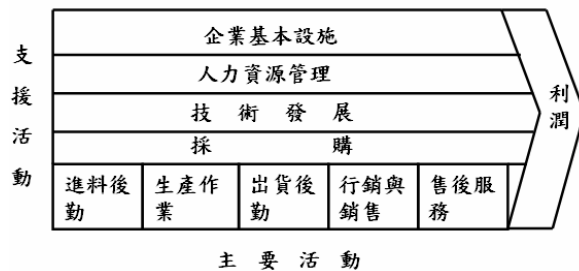 支援活動
企業基本設施
人力資源管理
技術發展
採購
進料後
勤
生產作
業
出貨後
勤
行銷與
銷售
售後服
務
利潤
主要活動